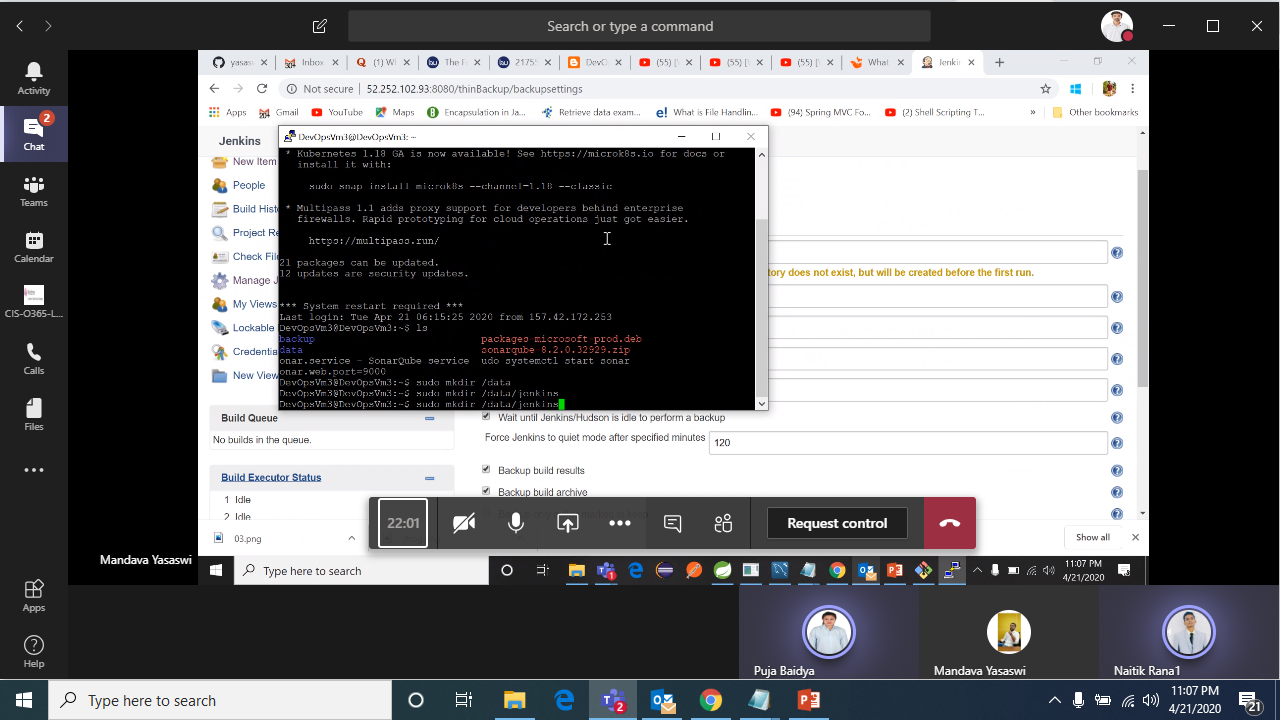 Search or type a command
Activity
Chat
2
Teams
Calendar
CIS-O365-L...
Calls
Files
Apps
Help
yasas
Inbox
(1) Wh
The E
21755
DevO
(55) [
(55) [
(55) [
What
Jenkin
Not secure
:8080/thinBackup/backupsettings
Apps
Gmail
YouTube
Maps
Encapsulation in Ja...
Retrieve data exam...
What is File Handlin...
(94) Spring MVC Fo...
(2) Shell Scripting T...
»
Other bookmarks
Jenkins
New Item
People
Build Hist
Project Re
Check File
Manage J
My Views
Lockable
Credentia
New View
Build Queue
No builds in the queue.
Build Executor Status
1 Idle
2 Idle
DevOpsVm3@DevOpsVm3: ~
* Kubernetes 1.18 GA is now available! See https://microk8s.io for docs or
install it with:
sudo snap install microk8s --channel=1.18 --classic
* Multipass 1.1 adds proxy support for developers behind enterprise
firewalls. Rapid prototyping for cloud operations just got easier.
https://multipass.run/
21 packages can be updated.
12 updates are security updates.
*** System restart required ***
Last login: Tue Apr 21 06:15:25 2020 from 157.42.172.253
DevOpsVm3@DevOpsVm3:~$ ls
backup packages-microsoft-prod.deb
data sonarqube-8.2.0.32929.zip
onar.service - SonarQube service udo systemctl start sonar
onar.web.port=9000
DevOpsVm3@DevOpsVm3:~$ sudo mkdir /data
DevOpsVm3@DevOpsVm3:~$ sudo mkdir /data/jenkins
DevOpsVm3@DevOpsVm3:~$ sudo mkdir /data/jenkins
tory does not exist, but will be created before the first run.
Wait until Jenkins/Hudson is idle to perform a backup
Force Jenkins to quiet mode after specified minutes
120
Backup build results
Backup build archive
22:01
Request control
03.png
Show all
Mandava Yasaswi
Type here to search
11:07 PM
4/21/2020
Puja Baidya
Mandava Yasaswi
Naitik Rana1
Type here to search
2
11:07 PM
4/21/2020
21